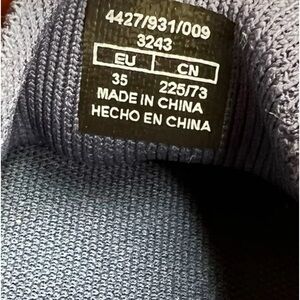 4427/931/009
3243
EU CN
35 225/73
MADE IN CHINA
HECHO EN CHINA